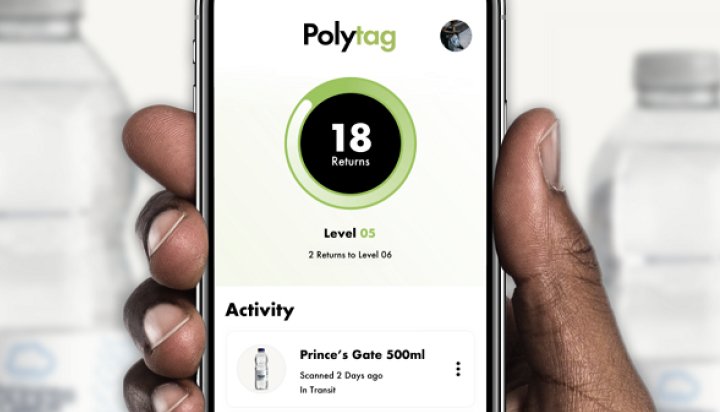 Polytag
18
Returns
Level 05
2 Returns to Level 06
Activity
Prince's Gate 500ml
Scanned 2 Days ago
In Transit